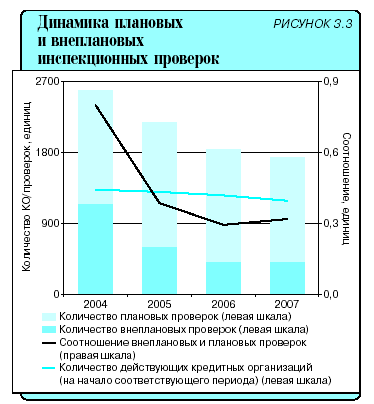 Динамика плановых
и внеплановых
инспекционных проверок
РИСУНОК 3.3
Количество КО/проверок, единиц
2700
1800
900
0
0,9
0,6
0,3
0,0
Соотношение, единиц
2004 2005 2006 2007
Количество плановых проверок (левая шкала)
Количество внеплановых проверок (левая шкала)
Соотношение внеплановых и плановых проверок
(правая шкала)
Количество действующих кредитных организаций
(на начало соответствующего периода) (левая шкала)